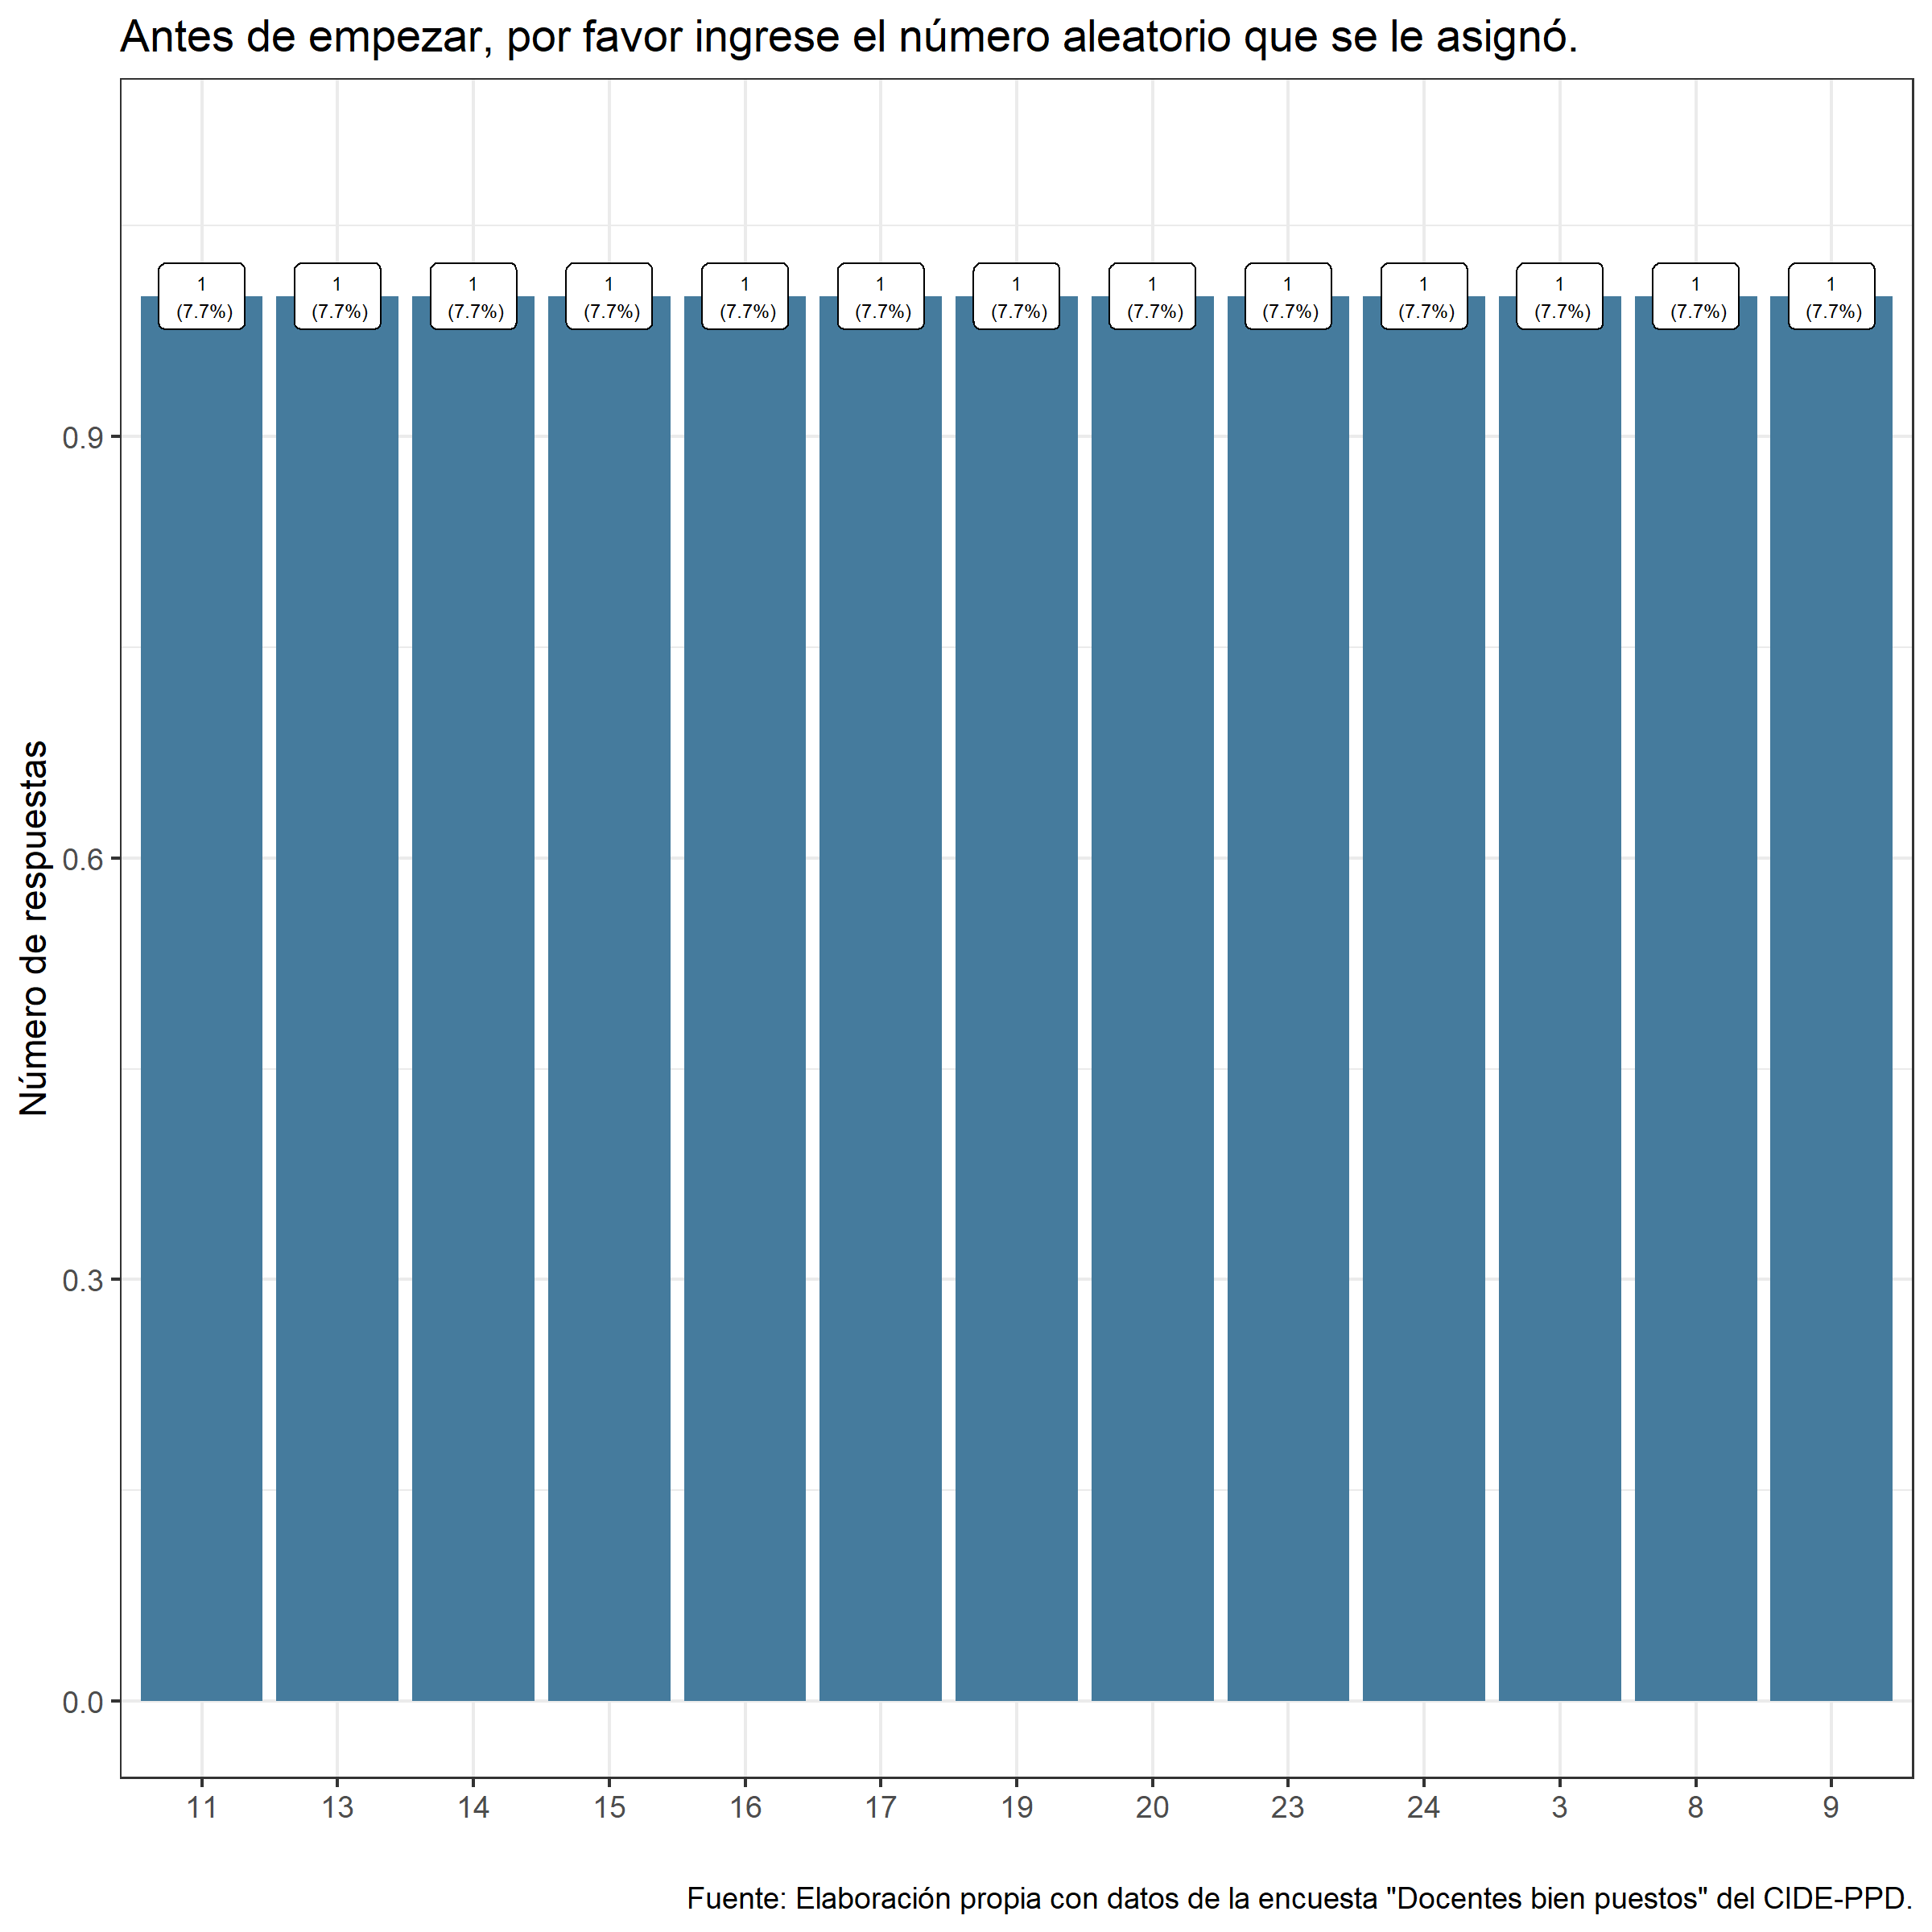 Antes de empezar, por favor ingrese el número aleatorio que se le asignó.
Número de respuestas
0.9
0.6
0.3
0.0
1 1 1 1 1 1 1 1 1 1 1 1 1
(7.7%) (7.7%) (7.7%) (7.7%) (7.7%) (7.7%) (7.7%) (7.7%) (7.7%) (7.7%) (7.7%) (7.7%) (7.7%)
11 13 14 15 16 17 19 20 23 24 3 8 9
Fuente: Elaboración propia con datos de la encuesta "Docentes bien puestos" del CIDE-PPD.